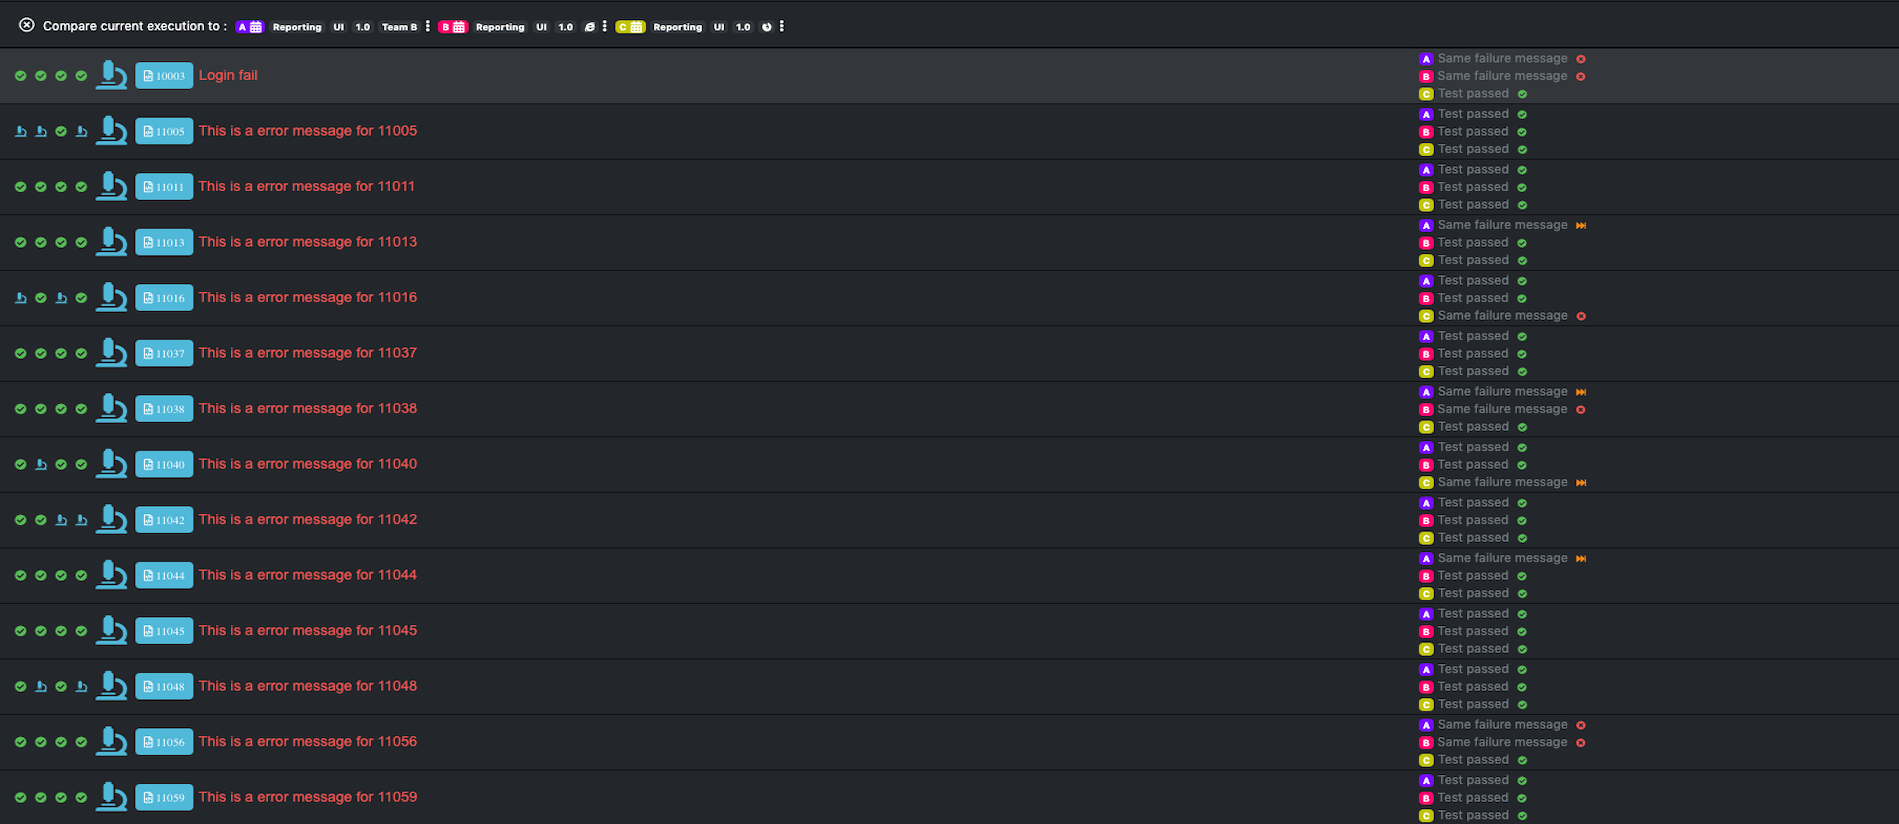 Compare current execution to : A Reporting UI 1.0 Team B B Reporting UI 1.0 C Reporting UI 1.0
10003 Login fail
A Same failure message
B Same failure message
C Test passed
11005 This is a error message for 11005
A Test passed
B Test passed
C Test passed
11011 This is a error message for 11011
A Test passed
B Test passed
C Test passed
11013 This is a error message for 11013
A Same failure message
B Test passed
C Test passed
11016 This is a error message for 11016
A Test passed
B Test passed
C Same failure message
11037 This is a error message for 11037
A Test passed
B Test passed
C Test passed
11038 This is a error message for 11038
A Same failure message
B Same failure message
C Test passed
11040 This is a error message for 11040
A Test passed
B Test passed
C Same failure message
11042 This is a error message for 11042
A Test passed
B Test passed
C Test passed
11044 This is a error message for 11044
A Same failure message
B Test passed
C Test passed
11045 This is a error message for 11045
A Test passed
B Test passed
C Test passed
11048 This is a error message for 11048
A Test passed
B Test passed
C Test passed
11056 This is a error message for 11056
A Same failure message
B Same failure message
C Test passed
11059 This is a error message for 11059
A Test passed
B Test passed
C Test passed